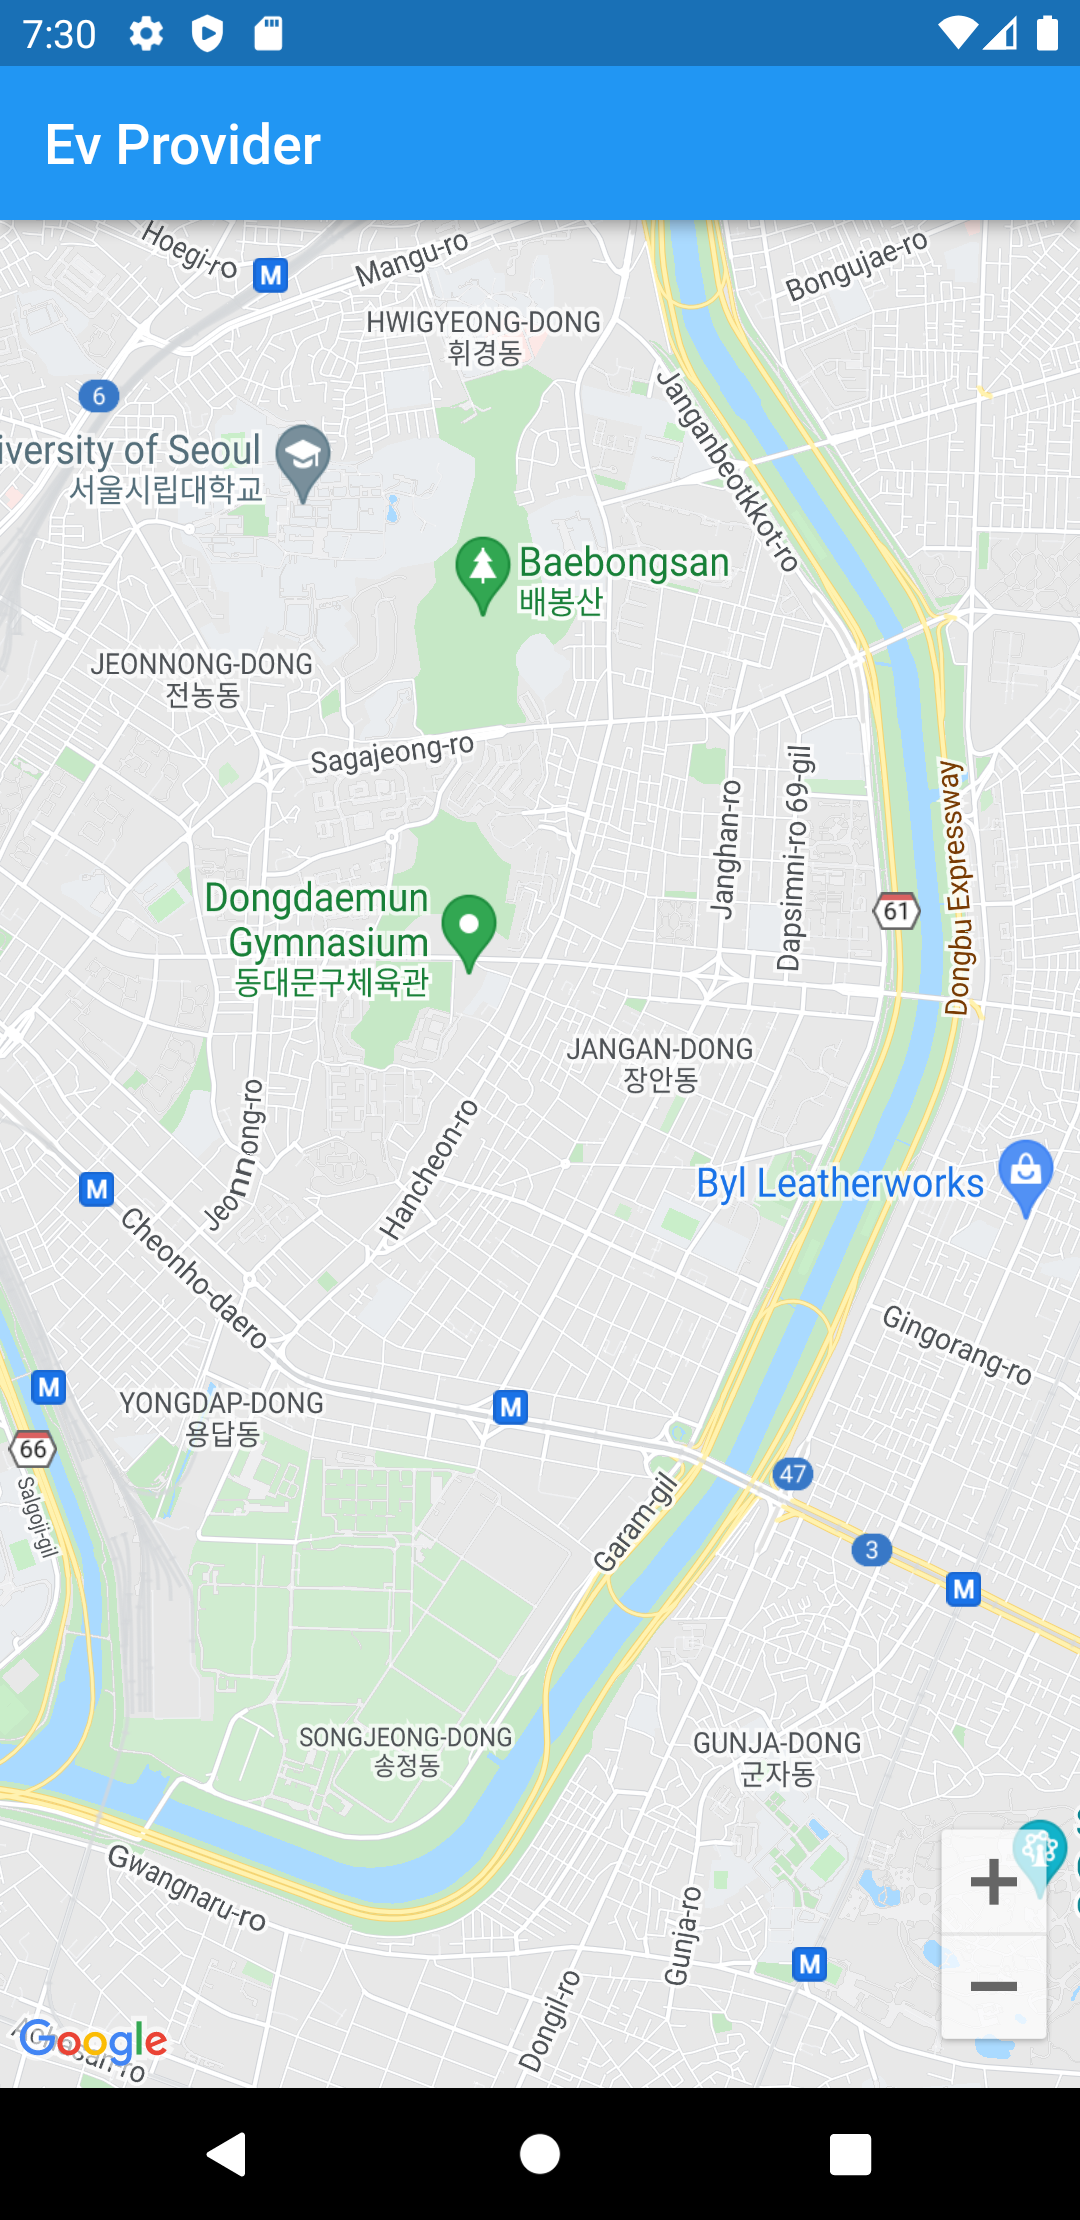 7:30
Ev Provider
Hoegi-ro
M
Mangu-ro
Bongujae-ro
HWIGYEONG-DONG
휘경동
6
Janganbeotkkot-ro
iversity of Seoul
서울시립대학교
Baebongsan
배봉산
JEONNONG-DONG
전농동
Sagajeong-ro
Janghan-ro
Dapsimni-ro 69-gil
Dongbu Expressway
61
Dongdaemun
Gymnasium
동대문구체육관
JANGAN-DONG
장안동
Jeonnong-ro
Hancheon-ro
M
Byl Leatherworks
Cheonho-daero
Gingorang-ro
M
YONGDAP-DONG
용답동
M
66
47
Salgoji-gil
Garam-gil
3
M
SONGJEONG-DONG
송정동
GUNJA-DONG
군자동
Gwangnaru-ro
Gunja-ro
M
Dongil-ro
Google